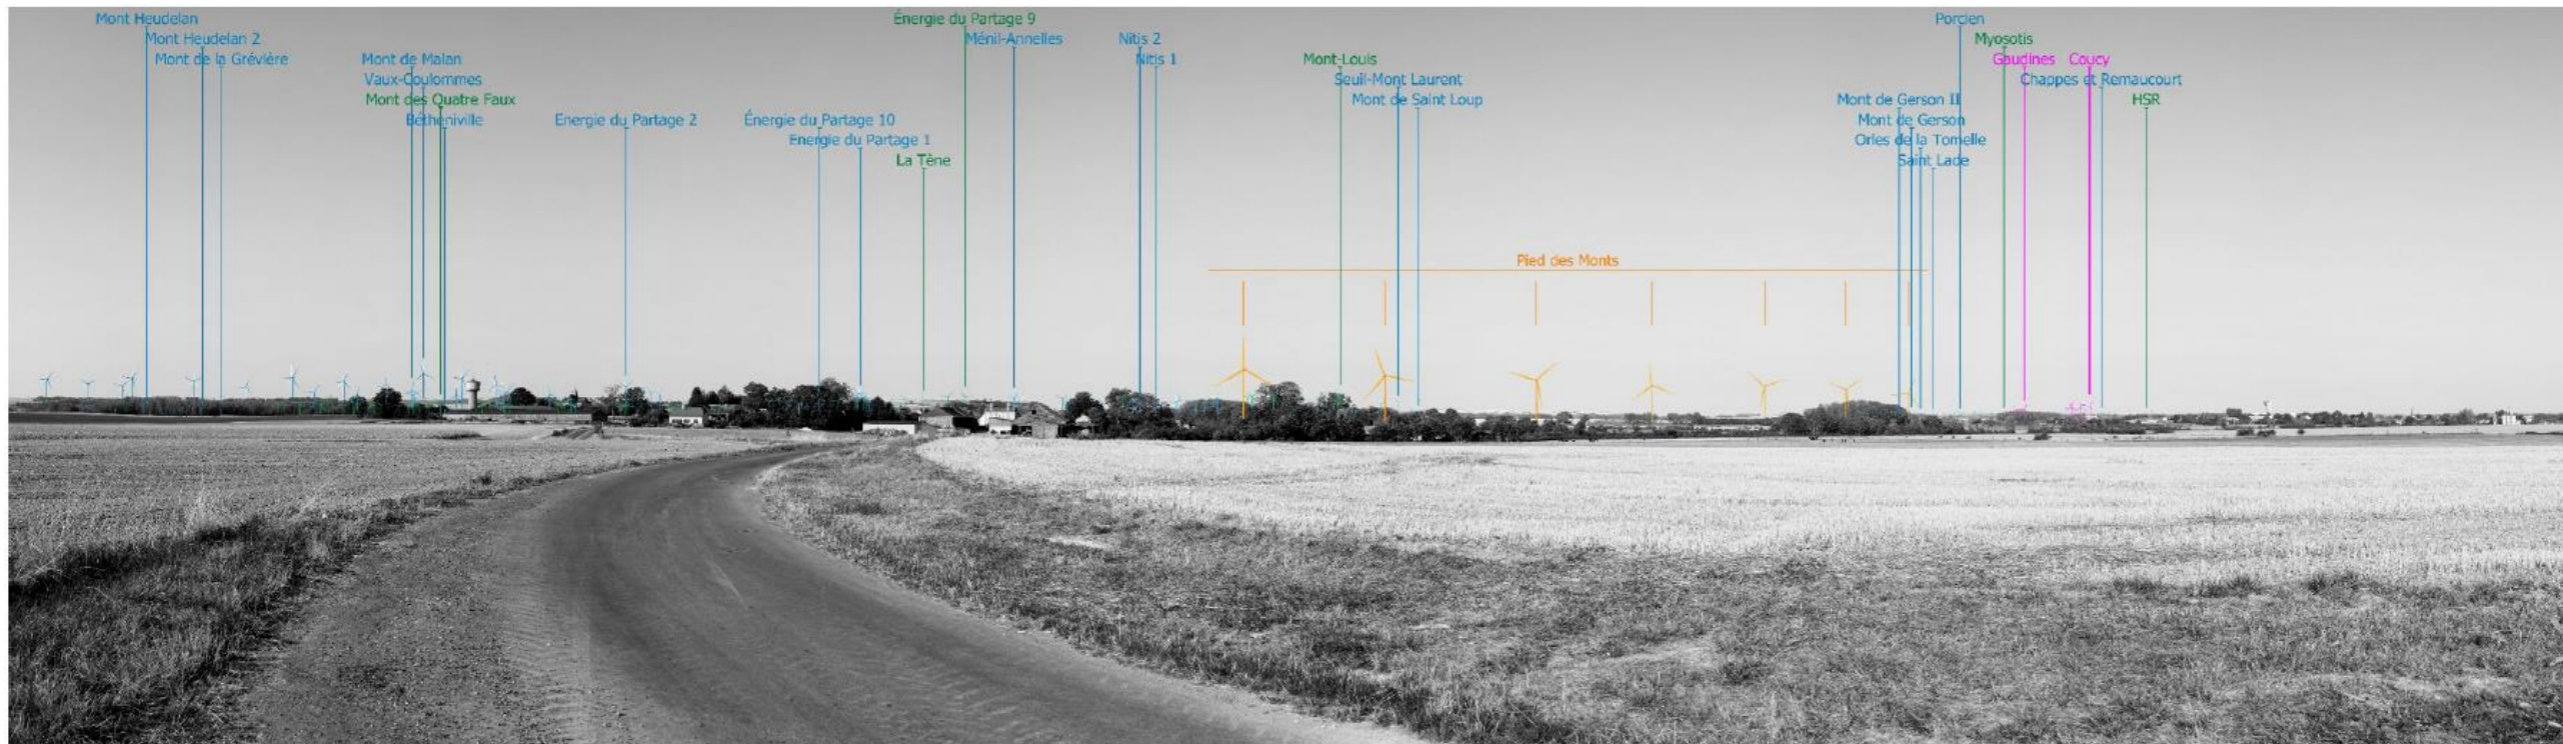 Mont Heudelan
Énergie du Partage 9
Porcien
Mont Heudelan 2
Ménil-Annelles
Nitis 2
Myosotis
Mont de la Grévière
Mont de Malan
Nitis 1
Mont-Louis
Gaudines
Coucy
Vaux-Coulommes
Seuil-Mont Laurent
Chappes et Remaucourt
Mont des Quatre Faux
Mont de Saint Loup
Mont de Gerson II
HSR
Bétheniville
Energie du Partage 2
Énergie du Partage 10
Mont de Gerson
Energie du Partage 1
Orles de la Tomelle
La Tène
Saint Lade
Pied des Monts